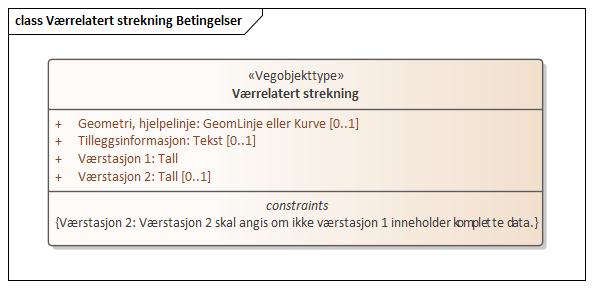 class Værrelatert strekning Betingelser
«Vegobjekttype»
Værrelatert strekning
+ Geometri, hjelpelinje: GeomLinje eller Kurve [0..1]
+ Tilleggsinformasjon: Tekst [0..1]
+ Værstasjon 1: Tall
+ Værstasjon 2: Tall [0..1]
constraints
{Værstasjon 2: Værstasjon 2 skal angis om ikke værstasjon 1 inneholder komplette data.}